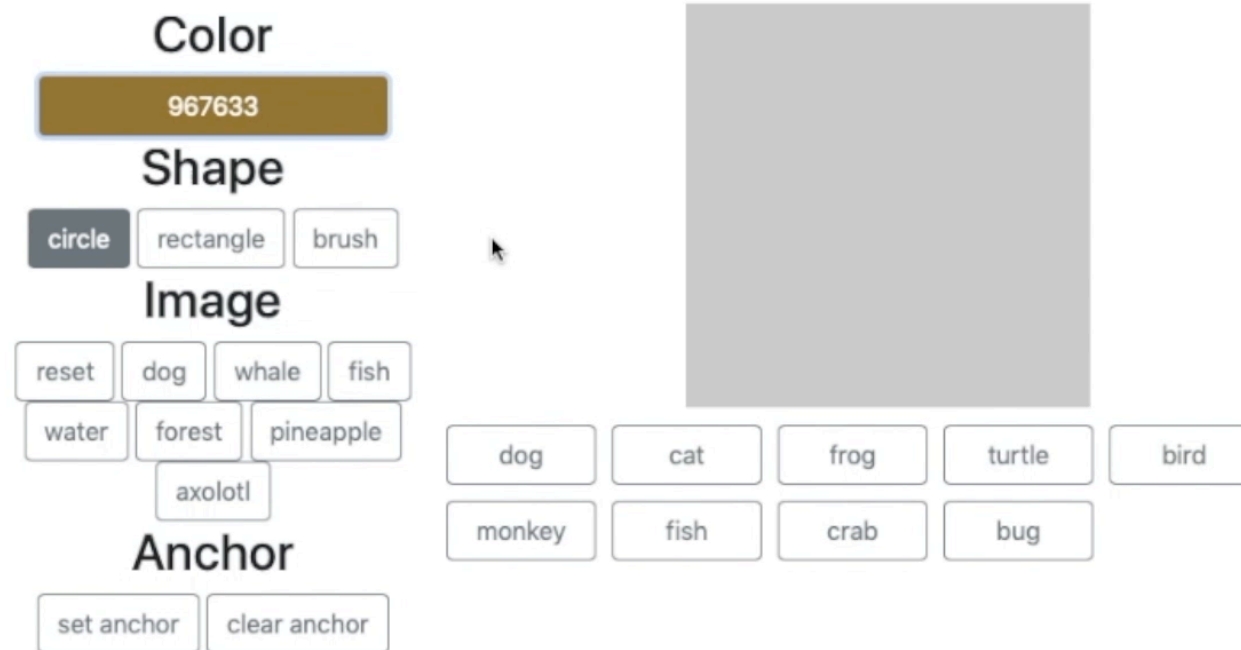 Color
967633
Shape
circle rectangle brush
Image
reset dog whale fish
water forest pineapple
axolotl
Anchor
set anchor clear anchor
dog cat frog turtle bird
monkey fish crab bug